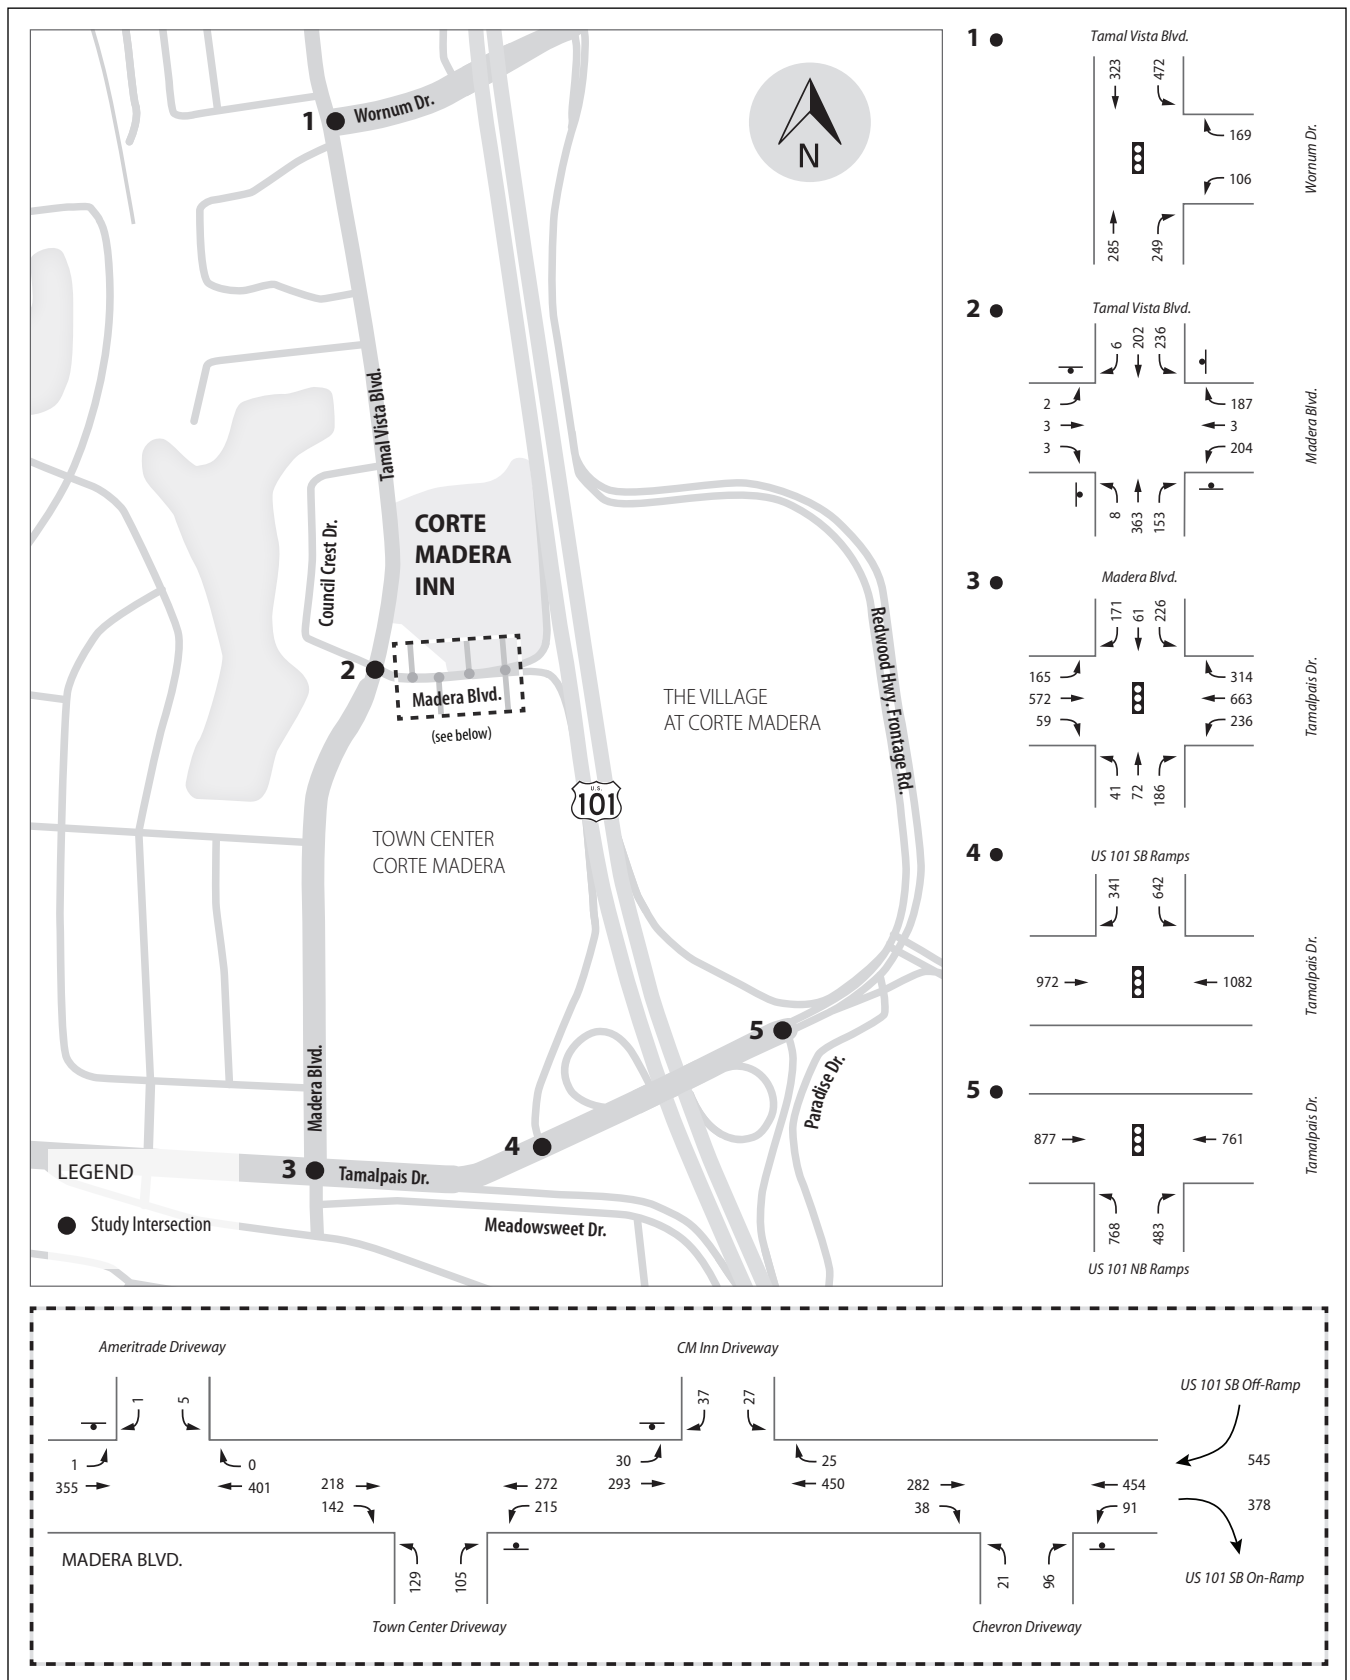 1
Wornum Dr.
N
Tamal Vista Blvd.
Council Crest Dr.
CORTE
MADERA
INN
2
Madera Blvd.
(see below)
THE VILLAGE
AT CORTE MADERA
Redwood Hwy. Frontage Rd.
U.S.
101
TOWN CENTER
CORTE MADERA
Madera Blvd.
5
Paradise Dr.
4
3
Tamalpais Dr.
Meadowsweet Dr.
LEGEND
Study Intersection
1
Tamal Vista Blvd.
323
472
169
106
285
249
Wornum Dr.
2
Tamal Vista Blvd.
6
202
236
2
187
3
3
3
204
8
363
153
Madera Blvd.
3
Madera Blvd.
171
61
226
165
314
572
663
59
236
41
72
186
Tamalpais Dr.
4
US 101 SB Ramps
341
642
972
1082
Tamalpais Dr.
5
877
761
768
483
Tamalpais Dr.
US 101 NB Ramps
Ameritrade Driveway
1
5
1
0
355
401
218
272
142
215
129
105
Town Center Driveway
CM Inn Driveway
37
27
30
25
293
450
282
454
38
91
21
96
Chevron Driveway
US 101 SB Off-Ramp
545
378
US 101 SB On-Ramp
MADERA BLVD.